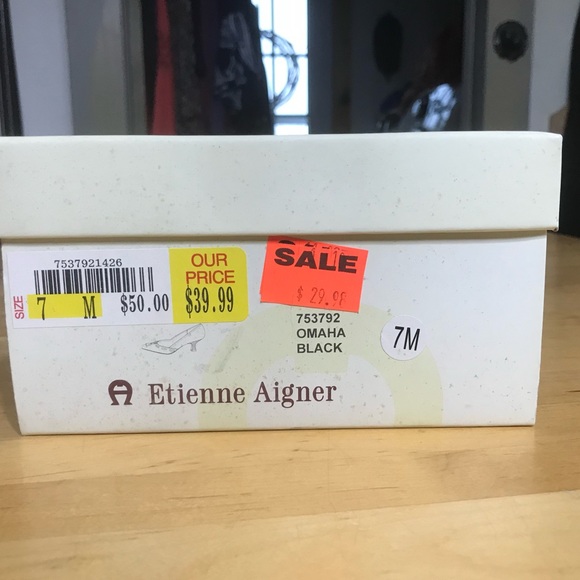 7537921426
SIZE
7 M
$50.00
OUR
PRICE
$39.99
SALE
$ 29.99
753792
OMAHA
BLACK
7M
Etienne Aigner